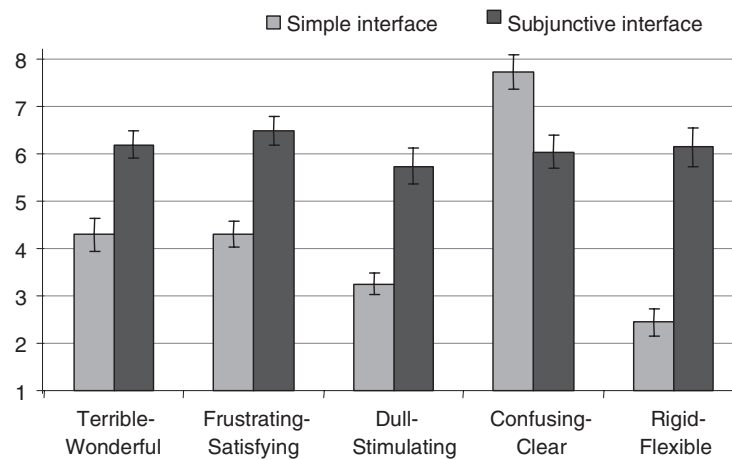 Simple interface
Subjunctive interface
8
7
6
5
4
3
2
1
Terrible-
Wonderful
Frustrating-
Satisfying
Dull-
Stimulating
Confusing-
Clear
Rigid-
Flexible